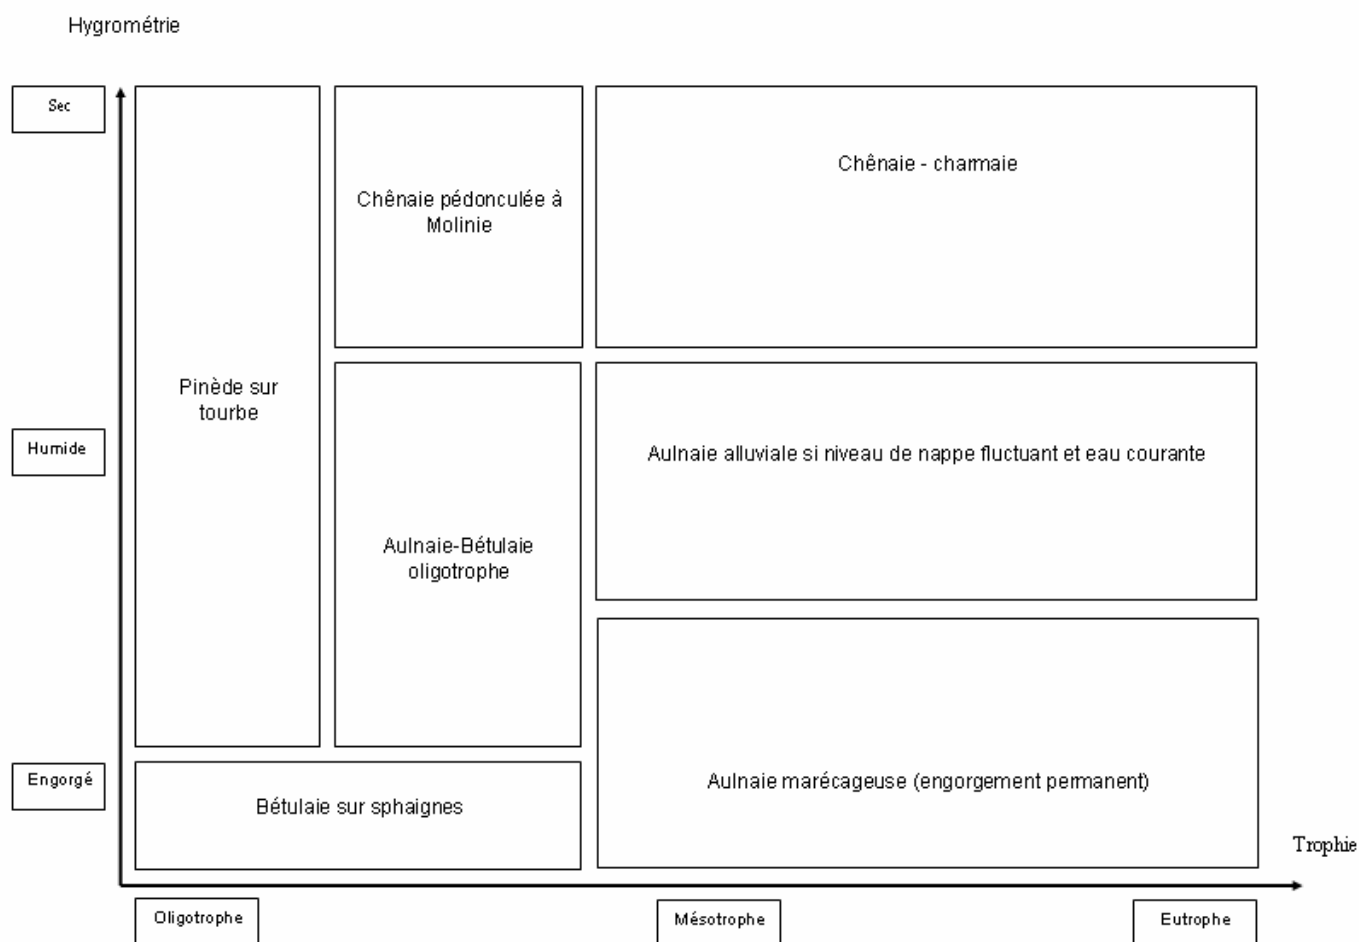 Hygrométrie
Sec
Chênaie - charmaie
Chênaie pédonculée à
Molinie
Pinède sur
tourbe
Humide
Aulnaie alluviale si niveau de nappe fluctuant et eau courante
Aulnaie-Bétulaie
oligotrophe
Engorgé
Bétulaie sur sphaignes
Aulnaie marécageuse (engorgement permanent)
Trophie
Oligotrophe
Mésotrophe
Eutrophe